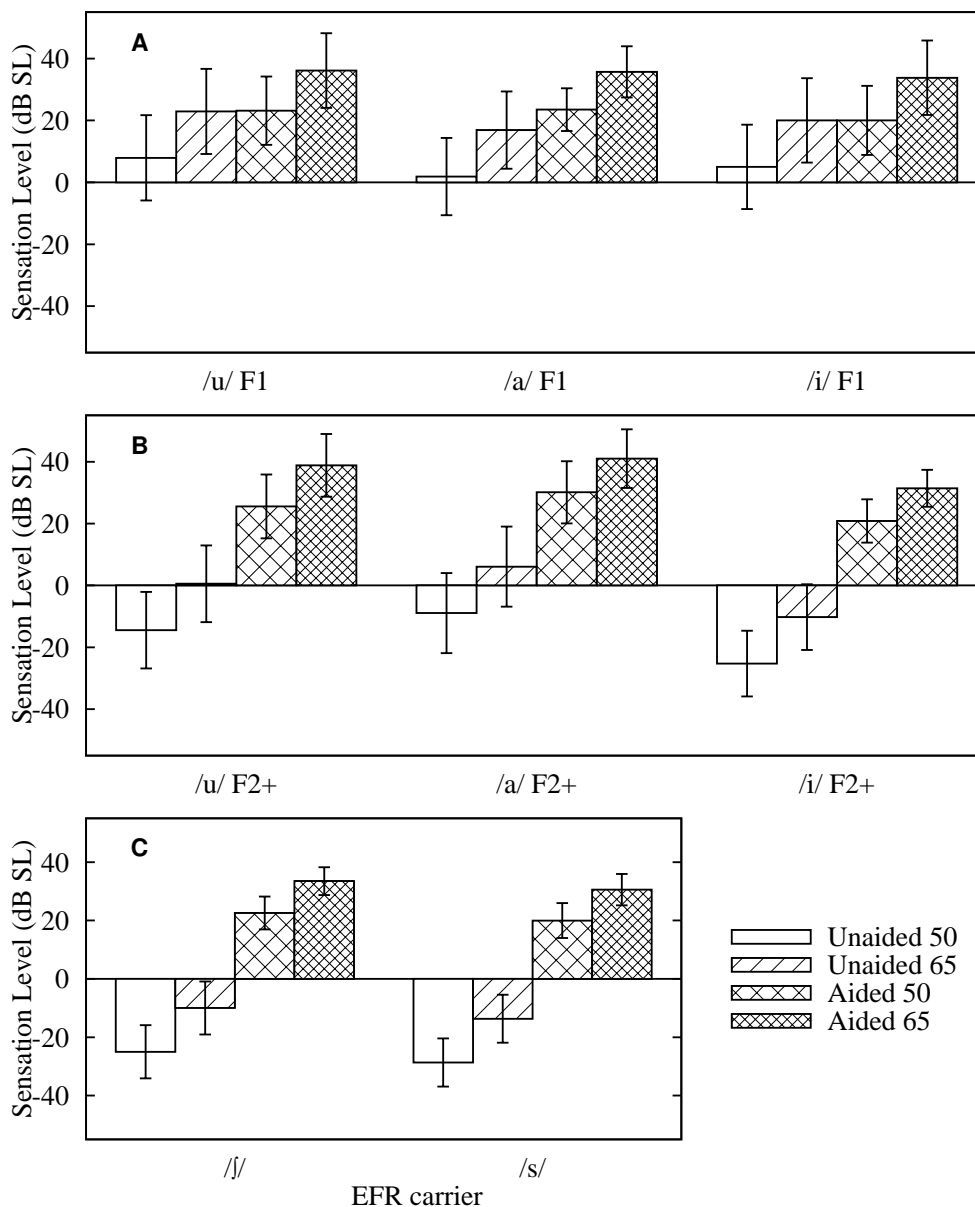 A
Sensation Level (dB SL)
40
20
0
-20
-40
/u/ F1 /a/ F1 /i/ F1
B
Sensation Level (dB SL)
40
20
0
-20
-40
/u/ F2+ /a/ F2+ /i/ F2+
C
Sensation Level (dB SL)
40
20
0
-20
-40
/ʃ/ /s/
EFR carrier
Unaided 50
Unaided 65
Aided 50
Aided 65